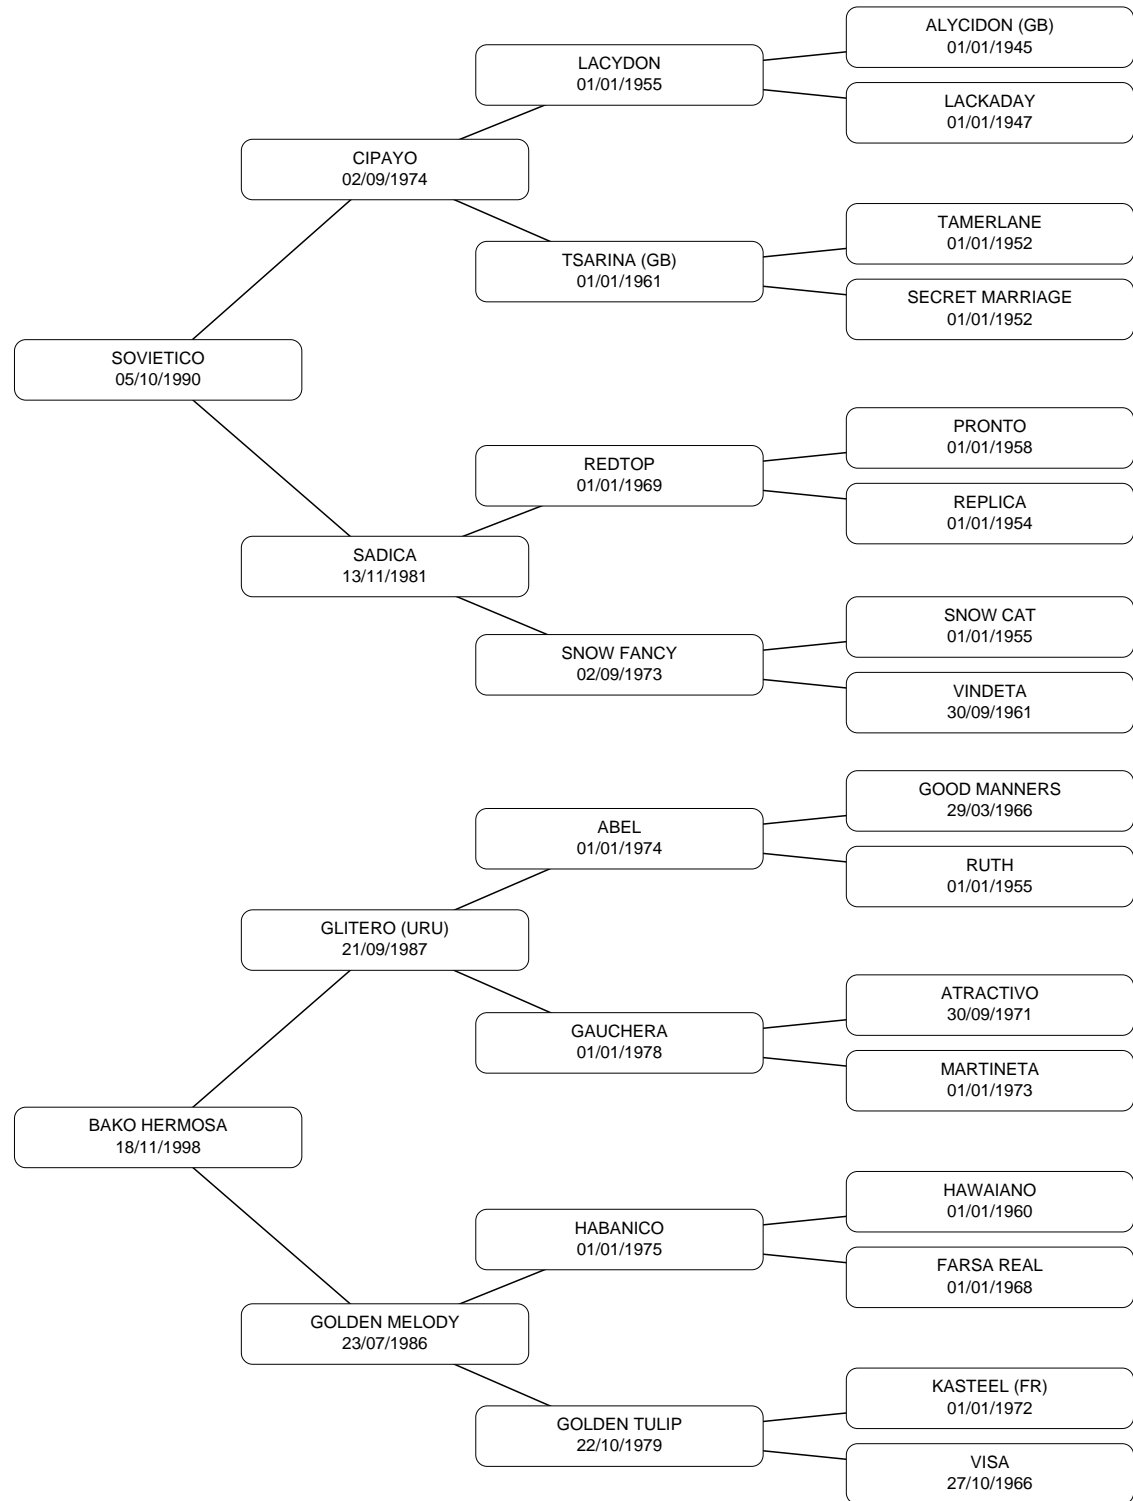 ALYCIDON (GB)
01/01/1945
LACYDON
01/01/1955
LACKADAY
01/01/1947
CIPAYO
02/09/1974
TAMERLANE
01/01/1952
TSARINA (GB)
01/01/1961
SECRET MARRIAGE
01/01/1952
SOVIETICO
05/10/1990
PRONTO
01/01/1958
REDTOP
01/01/1969
REPLICA
01/01/1954
SADICA
13/11/1981
SNOW CAT
01/01/1955
SNOW FANCY
02/09/1973
VINDETA
30/09/1961
GOOD MANNERS
29/03/1966
ABEL
01/01/1974
RUTH
01/01/1955
GLITERO (URU)
21/09/1987
ATRACTIVO
30/09/1971
GAUCHERA
01/01/1978
MARTINETA
01/01/1973
BAKO HERMOSA
18/11/1998
HAWAIANO
01/01/1960
HABANICO
01/01/1975
FARSA REAL
01/01/1968
GOLDEN MELODY
23/07/1986
KASTEEL (FR)
01/01/1972
GOLDEN TULIP
22/10/1979
VISA
27/10/1966